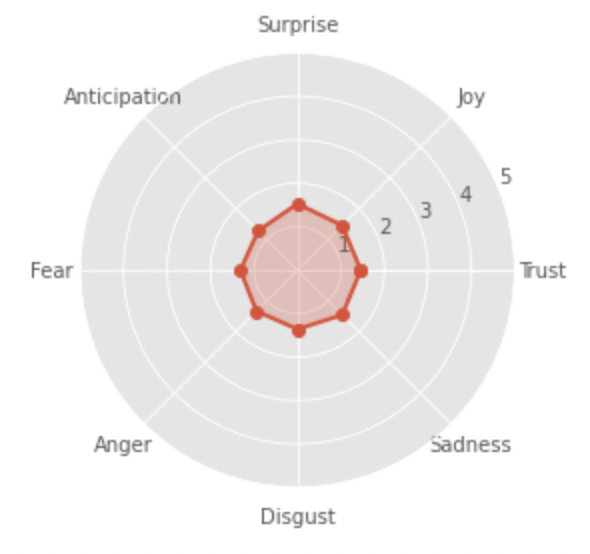 Surprise
Anticipation
Joy
5
4
3
2
1
Fear
Trust
Anger
Sadness
Disgust